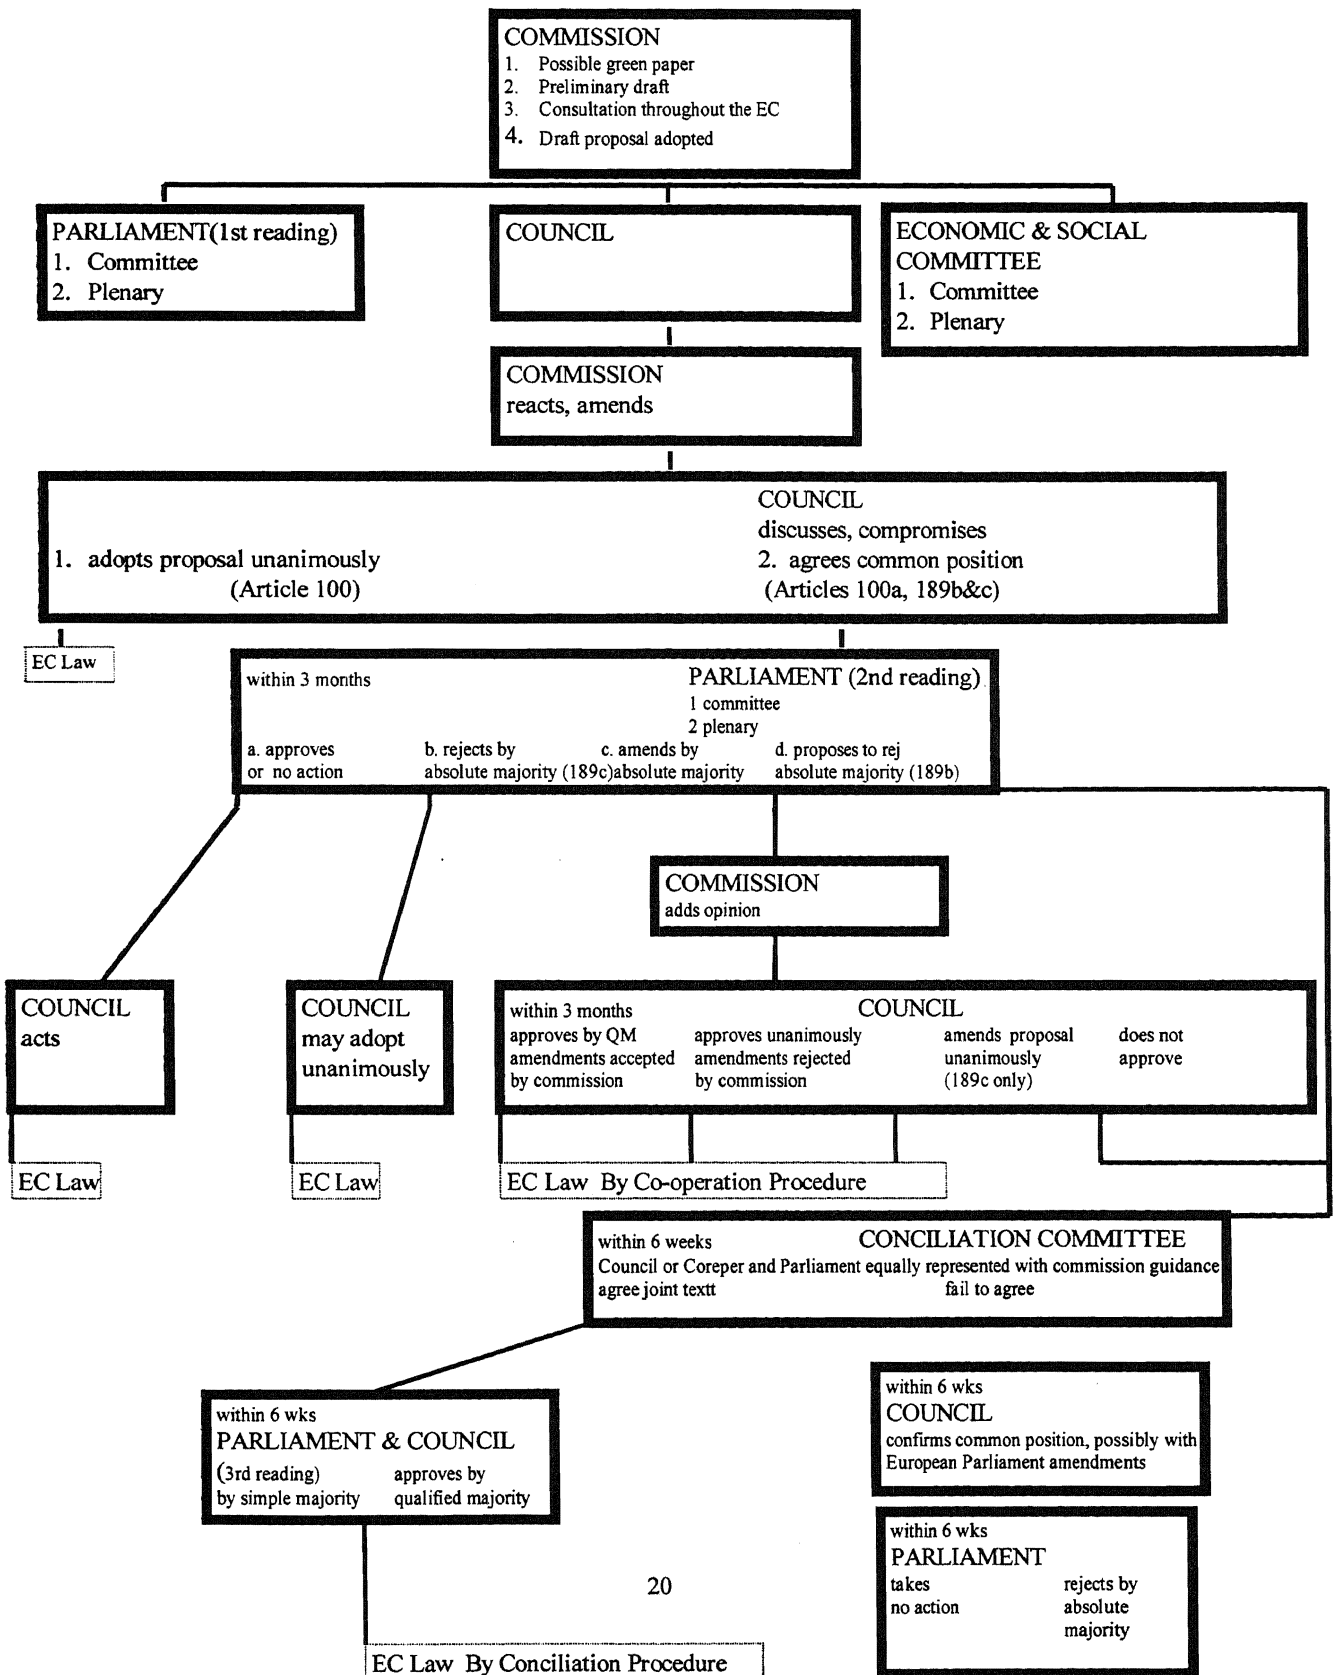 COMMISSION
1. Possible green paper
2. Preliminary draft
3. Consultation throughout the EC
4. Draft proposal adopted
PARLIAMENT(1st reading)
1. Committee
2. Plenary
COUNCIL
ECONOMIC & SOCIAL
COMMITTEE
1. Committee
2. Plenary
COMMISSION
reacts, amends
COUNCIL
discusses, compromises
1. adopts proposal unanimously
(Article 100)
2. agrees common position
(Articles 100a, 189b&c)
EC Law
within 3 months
PARLIAMENT (2nd reading)
1 committee
2 plenary
a. approves
or no action
b. rejects by
absolute majority (189c)
c. amends by
absolute majority
d. proposes to rej
absolute majority (189b)
COMMISSION
adds opinion
COUNCIL
acts
COUNCIL
may adopt
unanimously
within 3 months
COUNCIL
approves by QM
amendments accepted
by commission
approves unanimously
amendments rejected
by commission
amends proposal
unanimously
(189c only)
does not
approve
EC Law
EC Law
EC Law By Co-operation Procedure
within 6 weeks
CONCILIATION COMMITTEE
Council or Coreper and Parliament equally represented with commission guidance
agree joint textt
fail to agree
within 6 wks
PARLIAMENT & COUNCIL
(3rd reading)
by simple majority
approves by
qualified majority
within 6 wks
COUNCIL
confirms common position, possibly with
European Parliament amendments
within 6 wks
PARLIAMENT
takes
no action
rejects by
absolute
majority
20
EC Law By Conciliation Procedure